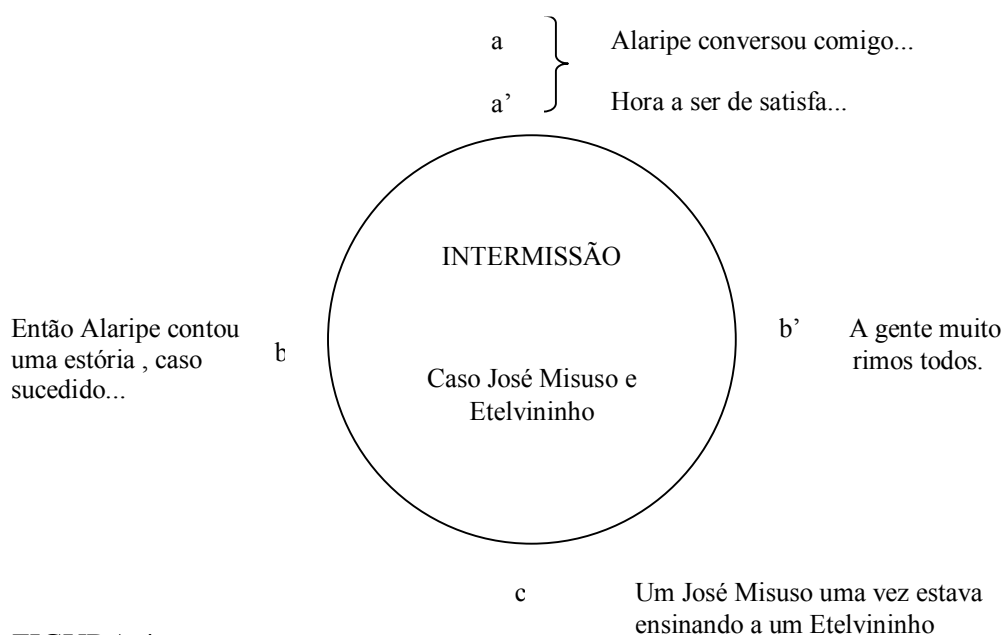 a Alaripe conversou comigo...
a’ Hora a ser de satisfa...
INTERMISSÃO
Então Alaripe contou
uma estória , caso
sucedido...
b
Caso José Misuso e
Etelvininho
b’
A gente muito
rimos todos.
c Um José Misuso uma vez estava
ensinando a um Etelvininho